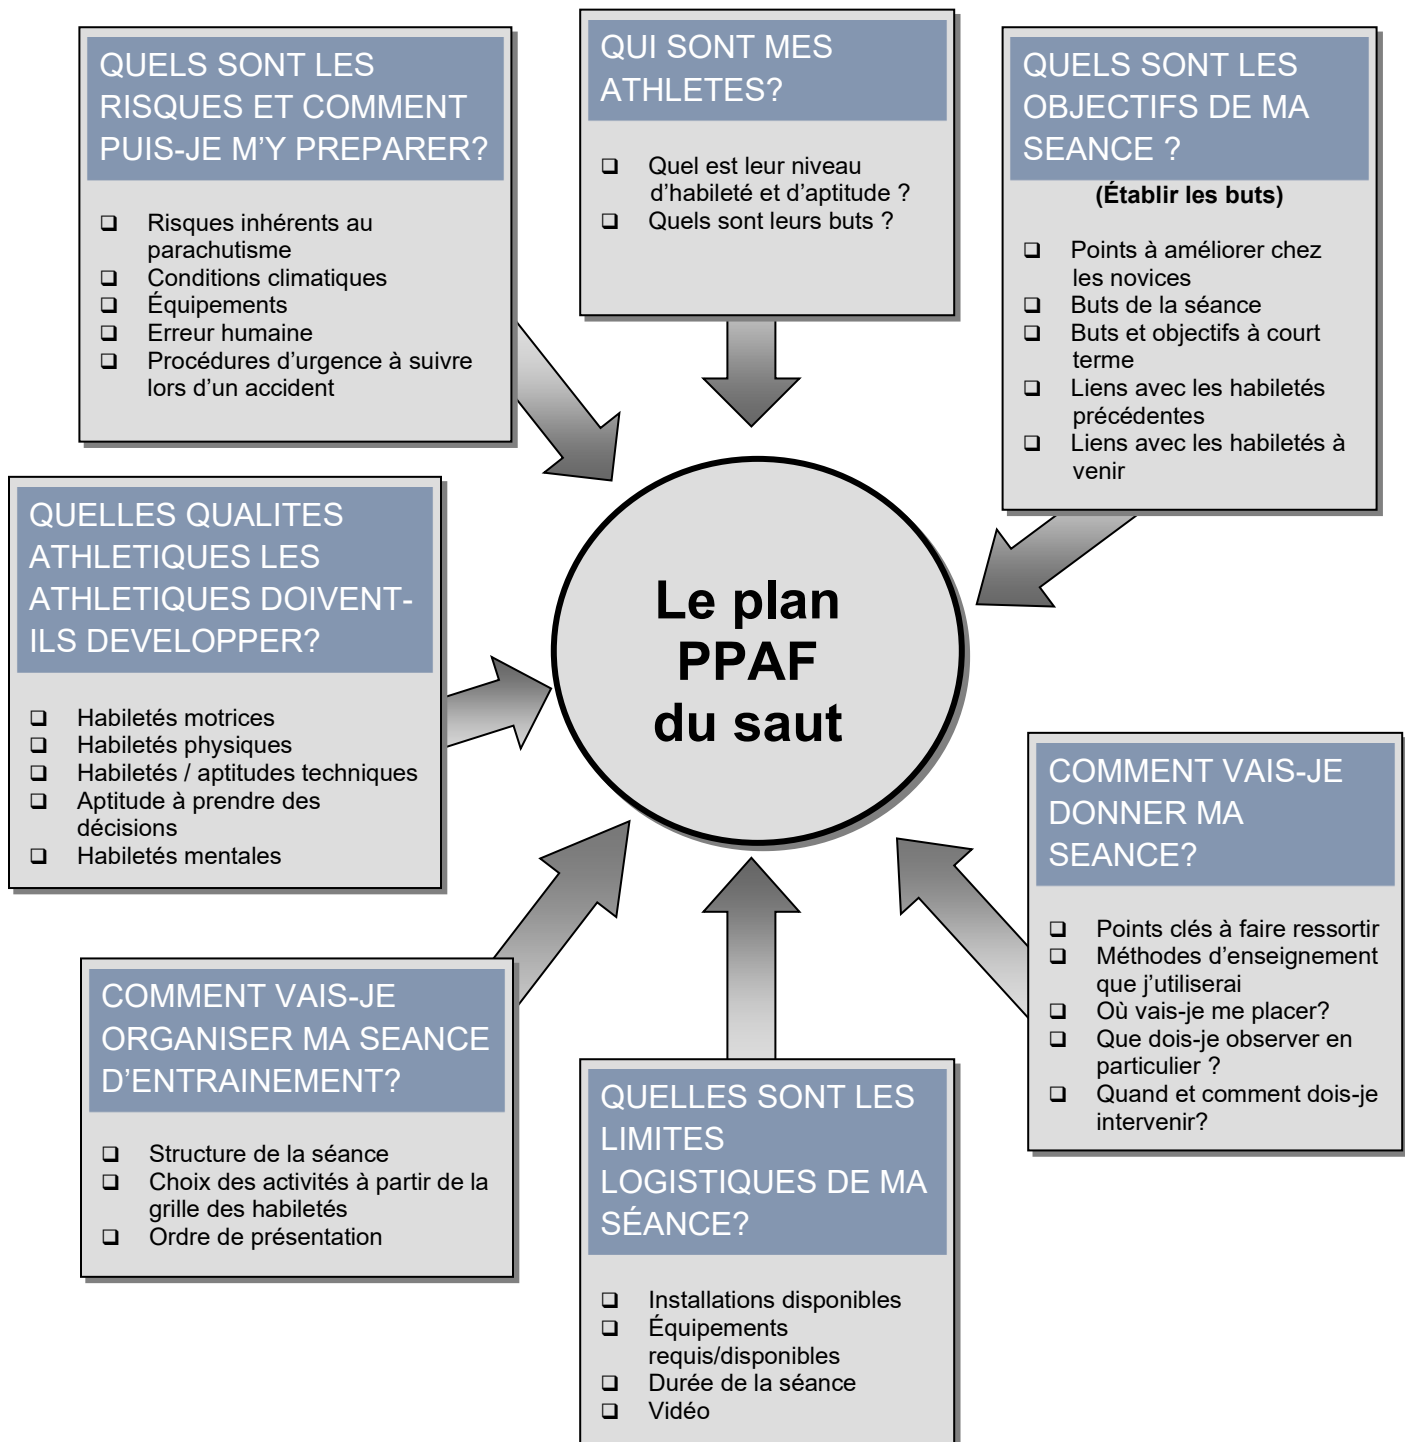 QUELS SONT LES
RISQUES ET COMMENT
PUIS-JE M'Y PREPARER?
❑ Risques inhérents au
parachutisme
❑ Conditions climatiques
❑ Équipements
❑ Erreur humaine
❑ Procédures d’urgence à suivre
lors d’un accident
QUI SONT MES
ATHLETES?
❑ Quel est leur niveau
d’habileté et d’aptitude ?
❑ Quels sont leurs buts ?
QUELS SONT LES
OBJECTIFS DE MA
SEANCE ?
(Établir les buts)
❑ Points à améliorer chez
les novices
❑ Buts de la séance
❑ Buts et objectifs à court
terme
❑ Liens avec les habiletés
précédentes
❑ Liens avec les habiletés à
venir
QUELLES QUALITES
ATHLETIQUES LES
ATHLETIQUES DOIVENT-
ILS DEVELOPPER?
❑ Habiletés motrices
❑ Habiletés physiques
❑ Habiletés / aptitudes techniques
❑ Aptitude à prendre des
décisions
❑ Habiletés mentales
Le plan
PPAF
du saut
COMMENT VAIS-JE
DONNER MA
SEANCE?
❑ Points clés à faire ressortir
❑ Méthodes d’enseignement
que j’utiliserai
❑ Où vais-je me placer?
❑ Que dois-je observer en
particulier ?
❑ Quand et comment dois-je
intervenir?
COMMENT VAIS-JE
ORGANISER MA SEANCE
D'ENTRAINEMENT?
❑ Structure de la séance
❑ Choix des activités à partir de la
grille des habiletés
❑ Ordre de présentation
QUELLES SONT LES
LIMITES
LOGISTIQUES DE MA
SÉANCE?
❑ Installations disponibles
❑ Équipements
requis/disponibles
❑ Durée de la séance
❑ Vidéo